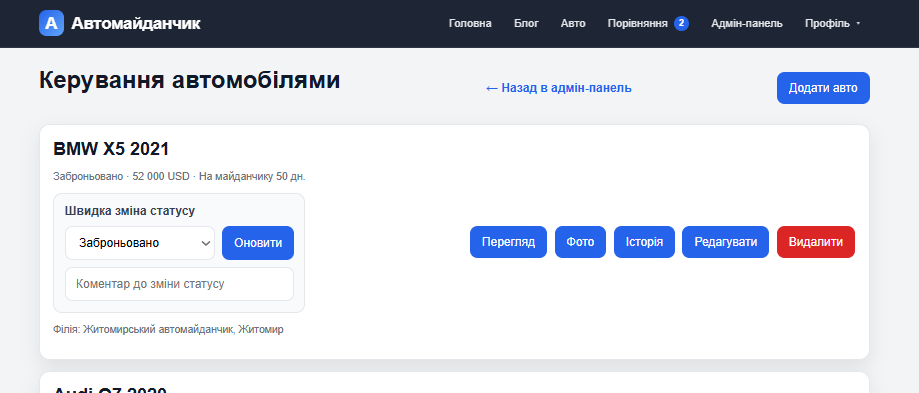 A Автомайданчик
Головна Блог Авто Порівняння 2 Адмін-панель Профіль
Керування автомобілями
← Назад в адмін-панель
Додати авто
BMW X5 2021
Заброньовано · 52 000 USD · На майданчику 50 дн.
Швидка зміна статусу
Заброньовано Оновити
Коментар до зміни статусу
Перегляд Фото Історія Редагувати Видалити
Філія: Житомирський автомайданчик, Житомир
Audi Q7 2020